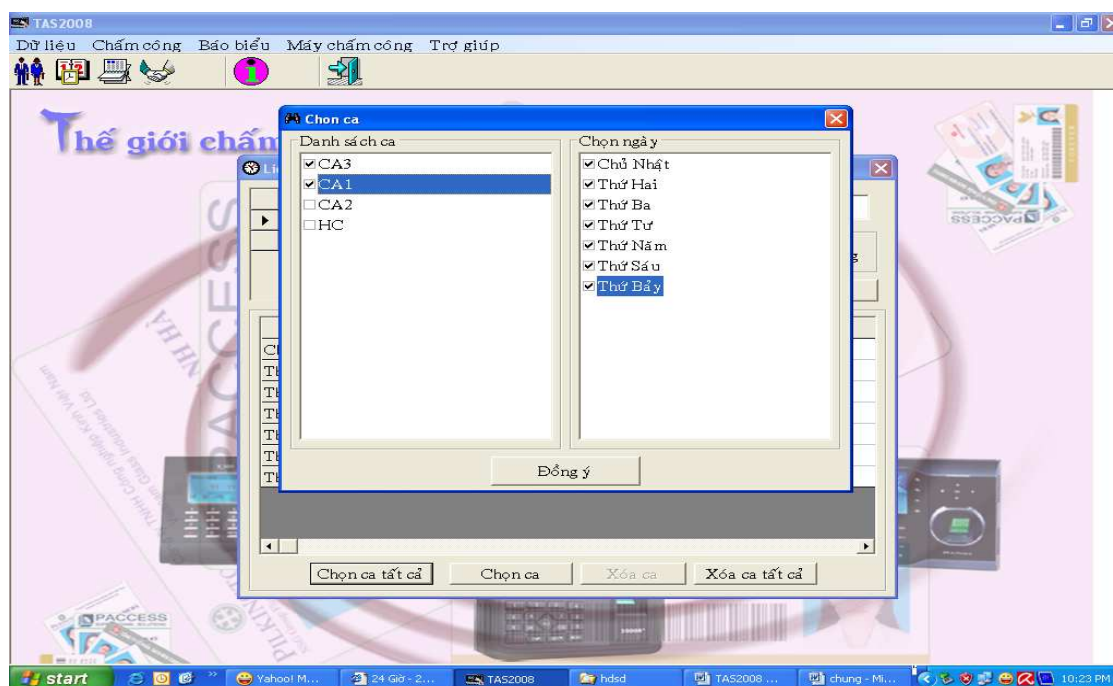 TAS2008
Dữ liệu Chấm công Báo biểu Máy chấm công Trợ giúp
Thế giới chấm
Chon ca
Danh sách ca
Chọn ngày
CA3
CA1
CA2
HC
Chủ Nhật
Thứ Hai
Thứ Ba
Thứ Tư
Thứ Năm
Thứ Sáu
Thứ Bảy
Đồng ý
Chọn ca tất cả
Chọn ca
Xóa ca
Xóa ca tất cả
PACCESS
start
Yahoo! M...
24 Giờ - 2...
TAS2008
hdsd
TAS2008 ...
chung - Mi...
10:23 PM